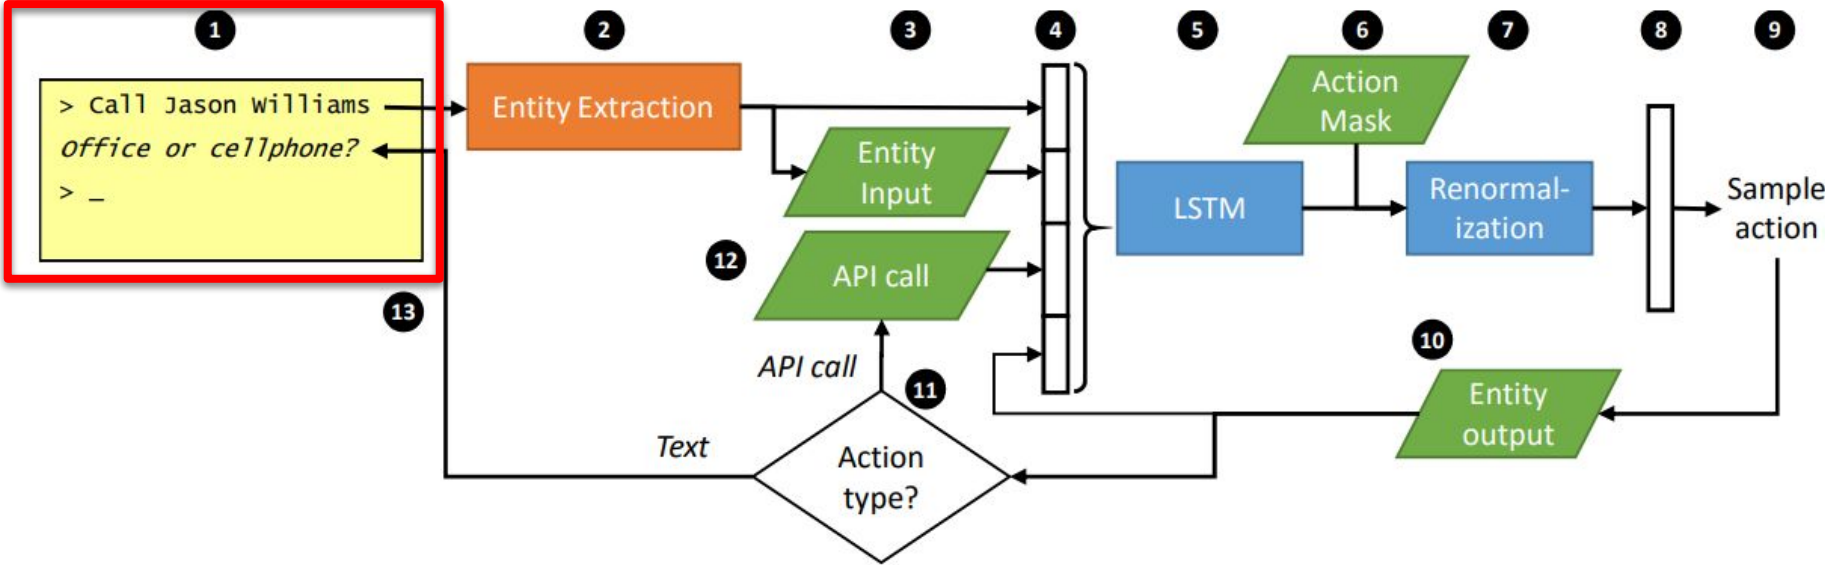 1
2
3
4
5
6
7
8
9
> Call Jason Williams
Office or cellphone?
> _
Entity Extraction
Entity
Input
12
API call
13
API call
11
Text
Action
type?
LSTM
Action
Mask
Renormal-
ization
Sample
action
10
Entity
output